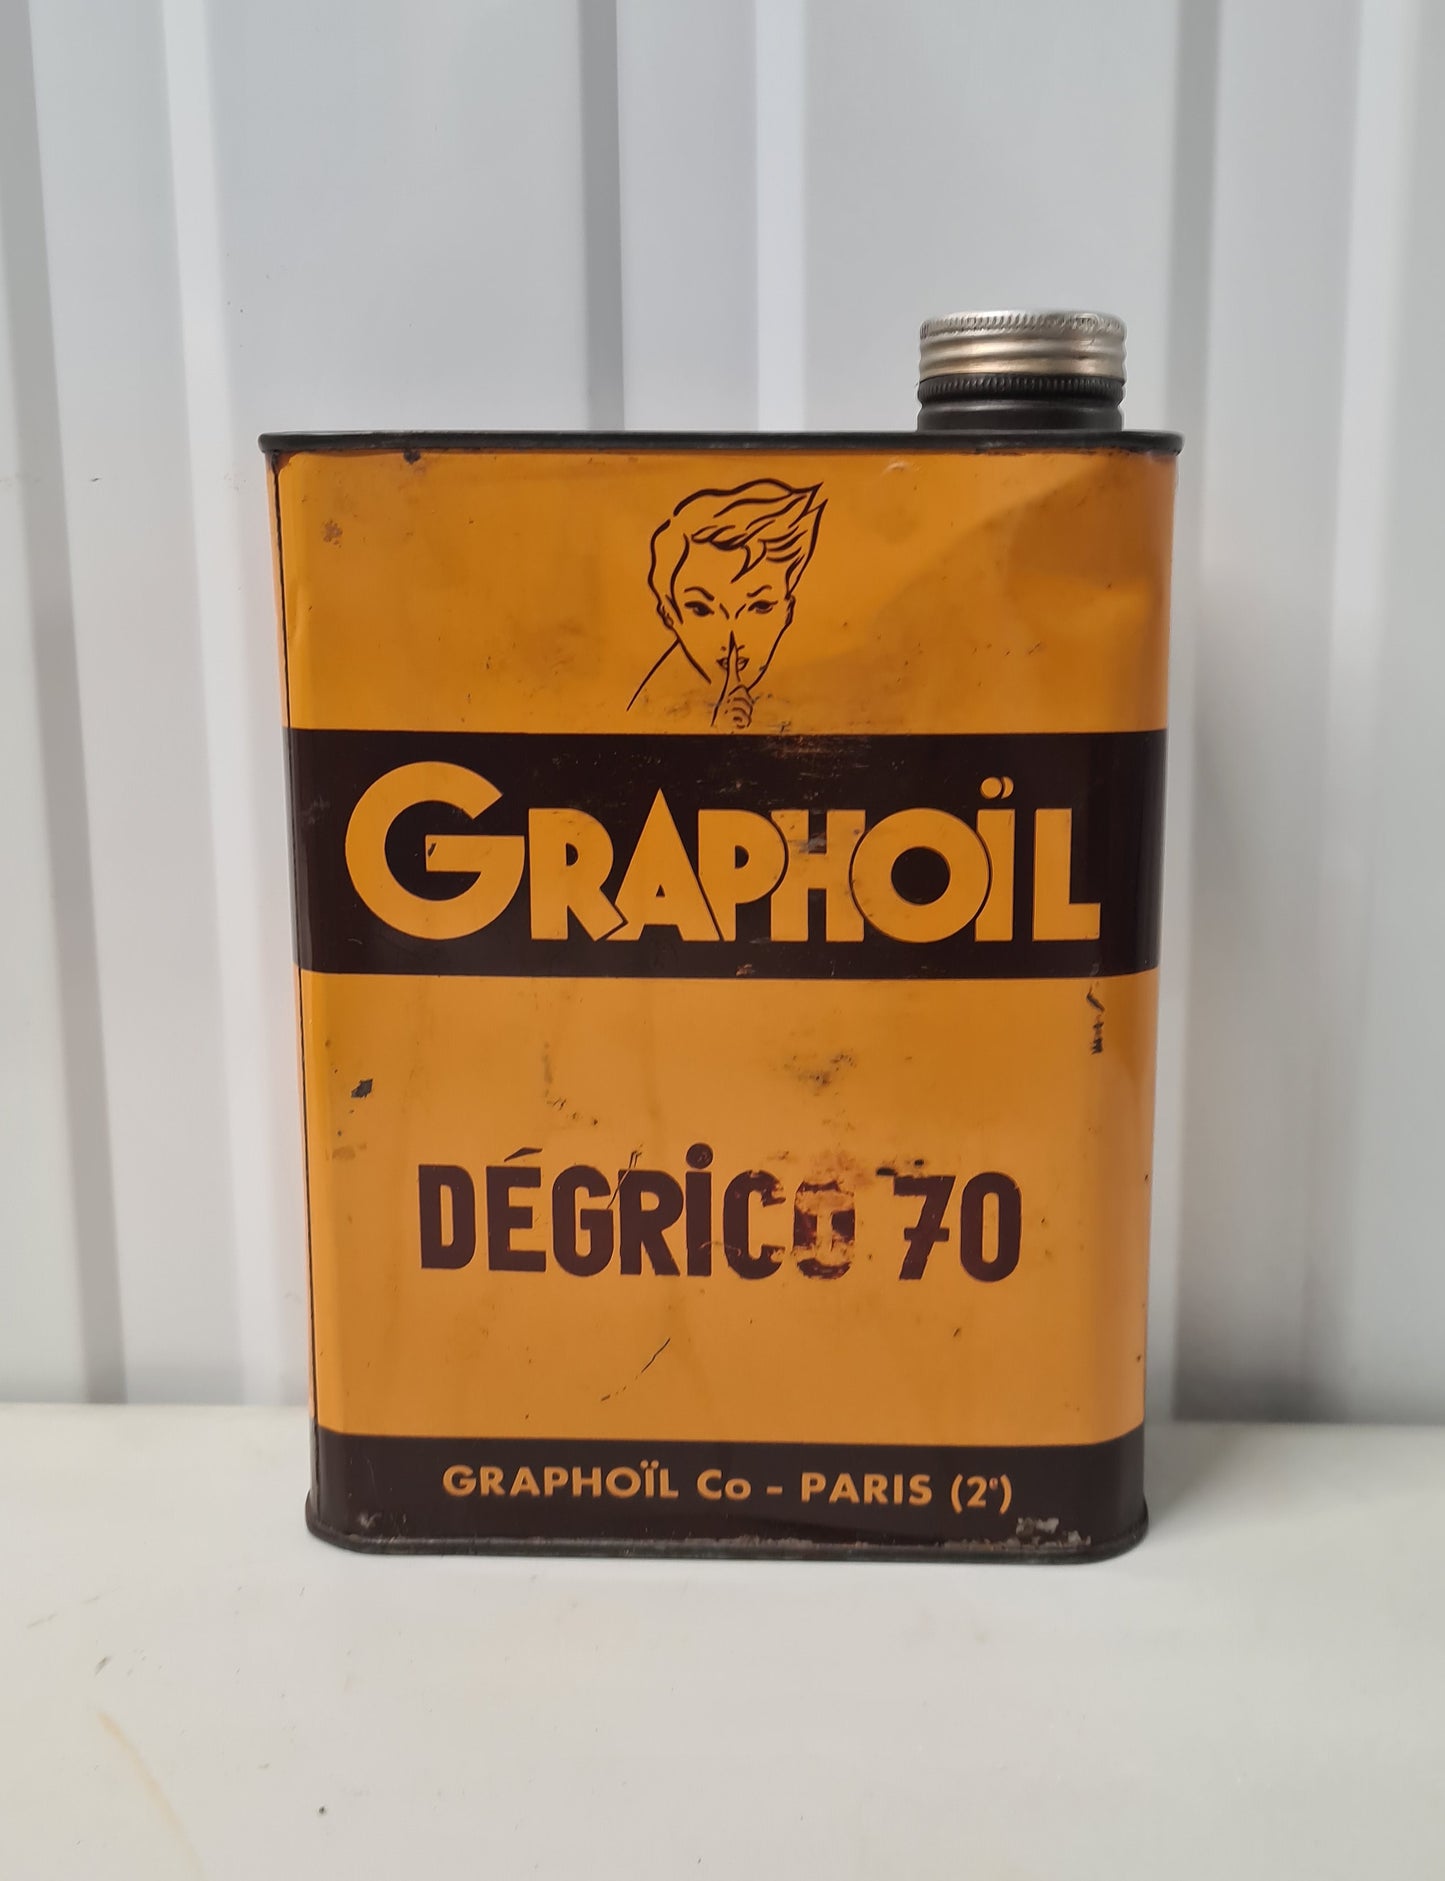 GRAPHOÏL
DÉGRICO 70
GRAPHOÏL Co - PARIS (2e)